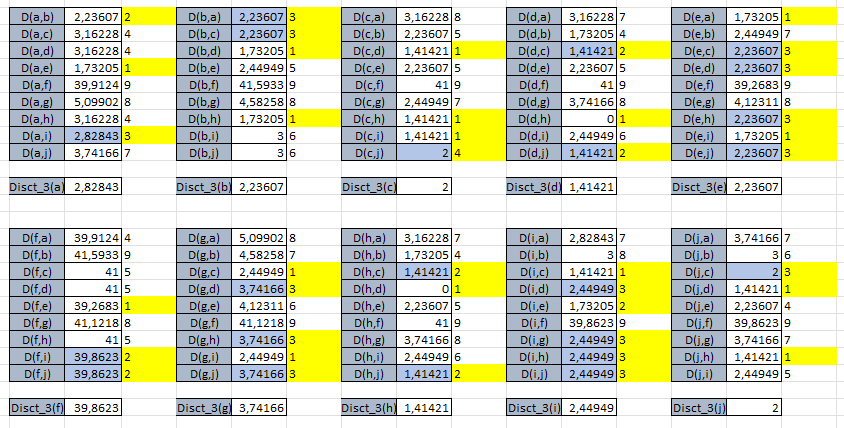 D(a,b) 2,23607 2 D(b,a) 2,23607 3 D(c,a) 3,16228 8 D(d,a) 3,16228 7 D(e,a) 1,73205 1
D(a,c) 3,16228 4 D(b,c) 2,23607 3 D(c,b) 2,23607 5 D(d,b) 1,73205 4 D(e,b) 2,44949 7
D(a,d) 3,16228 4 D(b,d) 1,73205 1 D(c,d) 1,41421 1 D(d,c) 1,41421 2 D(e,c) 2,23607 3
D(a,e) 1,73205 1 D(b,e) 2,44949 5 D(c,e) 2,23607 5 D(d,e) 2,23607 5 D(e,d) 2,23607 3
D(a,f) 39,9124 9 D(b,f) 41,5933 9 D(c,f) 41 9 D(d,f) 41 9 D(e,f) 39,2683 9
D(a,g) 5,09902 8 D(b,g) 4,58258 8 D(c,g) 2,44949 7 D(d,g) 3,74166 8 D(e,g) 4,12311 8
D(a,h) 3,16228 4 D(b,h) 1,73205 1 D(c,h) 1,41421 1 D(d,h) 0 1 D(e,h) 2,23607 3
D(a,i) 2,82843 3 D(b,i) 3 6 D(c,i) 1,41421 1 D(d,i) 2,44949 6 D(e,i) 1,73205 1
D(a,j) 3,74166 7 D(b,j) 3 6 D(c,j) 2 4 D(d,j) 1,41421 2 D(e,j) 2,23607 3
Disct_3(a) 2,82843 Disct_3(b) 2,23607 Disct_3(c) 2 Disct_3(d) 1,41421 Disct_3(e) 2,23607
D(f,a) 39,9124 4 D(g,a) 5,09902 8 D(h,a) 3,16228 7 D(i,a) 2,82843 7 D(j,a) 3,74166 7
D(f,b) 41,5933 9 D(g,b) 4,58258 7 D(h,b) 1,73205 4 D(i,b) 3 8 D(j,b) 3 6
D(f,c) 41 5 D(g,c) 2,44949 1 D(h,c) 1,41421 2 D(i,c) 1,41421 1 D(j,c) 2 3
D(f,d) 41 5 D(g,d) 3,74166 3 D(h,d) 0 1 D(i,d) 2,44949 3 D(j,d) 1,41421 1
D(f,e) 39,2683 1 D(g,e) 4,12311 6 D(h,e) 2,23607 5 D(i,e) 1,73205 2 D(j,e) 2,23607 4
D(f,g) 41,1218 8 D(g,f) 41,1218 9 D(h,f) 41 9 D(i,f) 39,8623 9 D(j,f) 39,8623 9
D(f,h) 41 5 D(g,h) 3,74166 3 D(h,g) 3,74166 8 D(i,g) 2,44949 3 D(j,g) 3,74166 7
D(f,i) 39,8623 2 D(g,i) 2,44949 1 D(h,i) 2,44949 6 D(i,h) 2,44949 3 D(j,h) 1,41421 1
D(f,j) 39,8623 2 D(g,j) 3,74166 3 D(h,j) 1,41421 2 D(i,j) 2,44949 3 D(j,i) 2,44949 5
Disct_3(f) 39,8623 Disct_3(g) 3,74166 Disct_3(h) 1,41421 Disct_3(i) 2,44949 Disct_3(j) 2